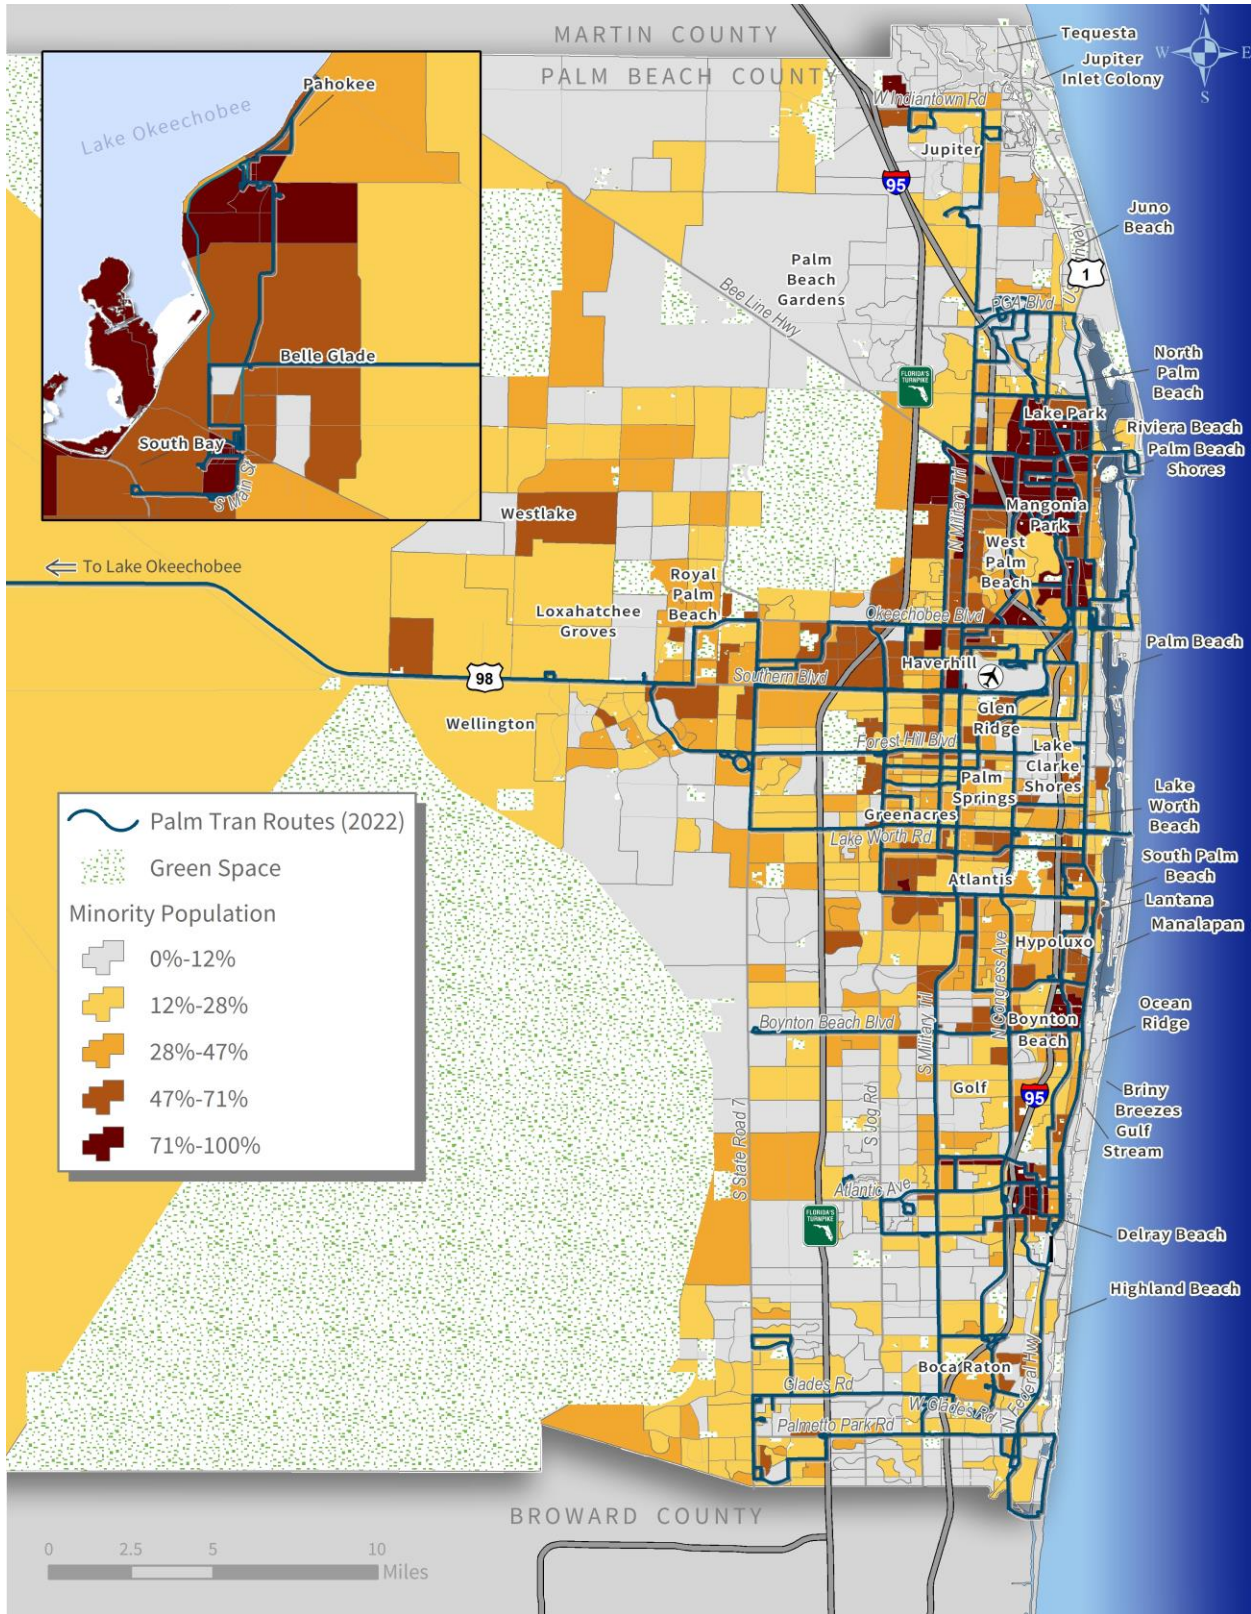 MARTIN COUNTY
PALM BEACH COUNTY
N
W
E
S
Tequesta
Jupiter
Inlet Colony
W Indiantown Rd
Jupiter
95
Juno
Beach
US Highway 1
1
Palm
Beach
Gardens
Bee Line Hwy
PGA Blvd
FLORIDA'S
TURNPIKE
North
Palm
Beach
Lake Park
Riviera Beach
Palm Beach
Shores
N Military Trl
Mangonia
Park
West
Palm
Beach
Pahokee
Lake Okeechobee
Belle Glade
South Bay
S Main St
Westlake
To Lake Okeechobee
Royal
Palm
Beach
Loxahatchee
Groves
Okeechobee Blvd
Palm Beach
Haverhill
98
Southern Blvd
Glen
Ridge
Wellington
Forest Hill Blvd
Lake
Clarke
Shores
Palm
Springs
Greenacres
Lake
Worth
Beach
Lake Worth Rd
South Palm
Beach
Atlantis
Lantana
Manalapan
Hypoluxo
N Congress Ave
S Military Trl
Boynton Beach Blvd
Boynton
Beach
Ocean
Ridge
Golf
95
Briny
Breezes
Gulf
Stream
S Jog Rd
S State Road 7
Atlantic Ave
FLORIDA'S
TURNPIKE
Delray Beach
Highland Beach
Boca Raton
Glades Rd
W Glades Rd
N Federal Hwy
Palmetto Park Rd
Palm Tran Routes (2022)
Green Space
Minority Population
0%-12%
12%-28%
28%-47%
47%-71%
71%-100%
BROWARD COUNTY
0
2.5
5
10
Miles